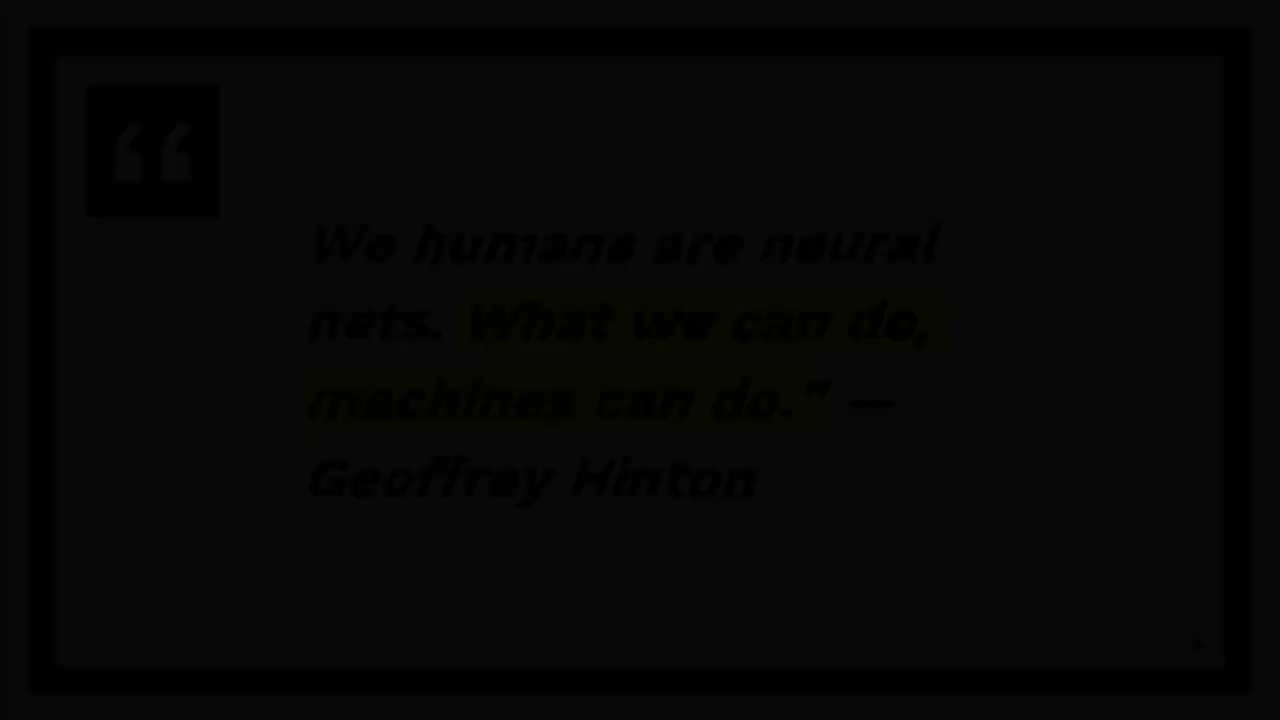 “
We humans are neural
nets. What we can do,
machines can do." —
Geoffrey Hinton